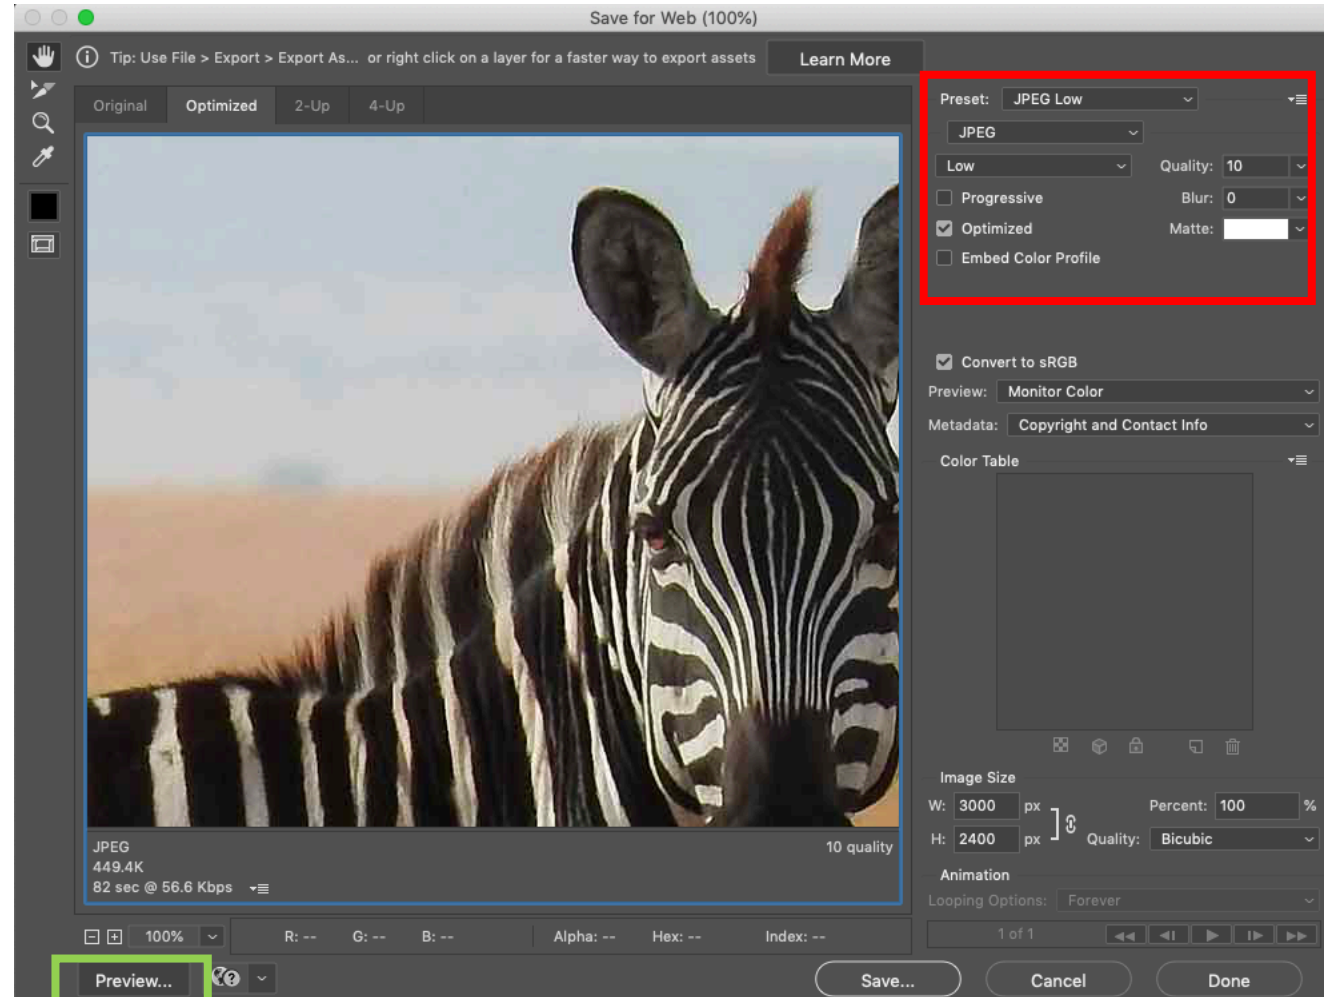 Save for Web (100%)
Tip: Use File > Export > Export As... or right click on a layer for a faster way to export assets
Learn More
Original
Optimized
2-Up
4-Up
Preset: JPEG Low
JPEG
Low
Quality: 10
Progressive
Blur: 0
Optimized
Matte:
Embed Color Profile
Convert to sRGB
Preview: Monitor Color
Metadata: Copyright and Contact Info
Color Table
Image Size
W: 3000 px
Percent: 100 %
H: 2400 px
Quality: Bicubic
JPEG
10 quality
449.4K
82 sec @ 56.6 Kbps
Animation
Looping Options: Forever
1 of 1
100%
R: --
G: --
B: --
Alpha: --
Hex: --
Index: --
Preview...
Save...
Cancel
Done